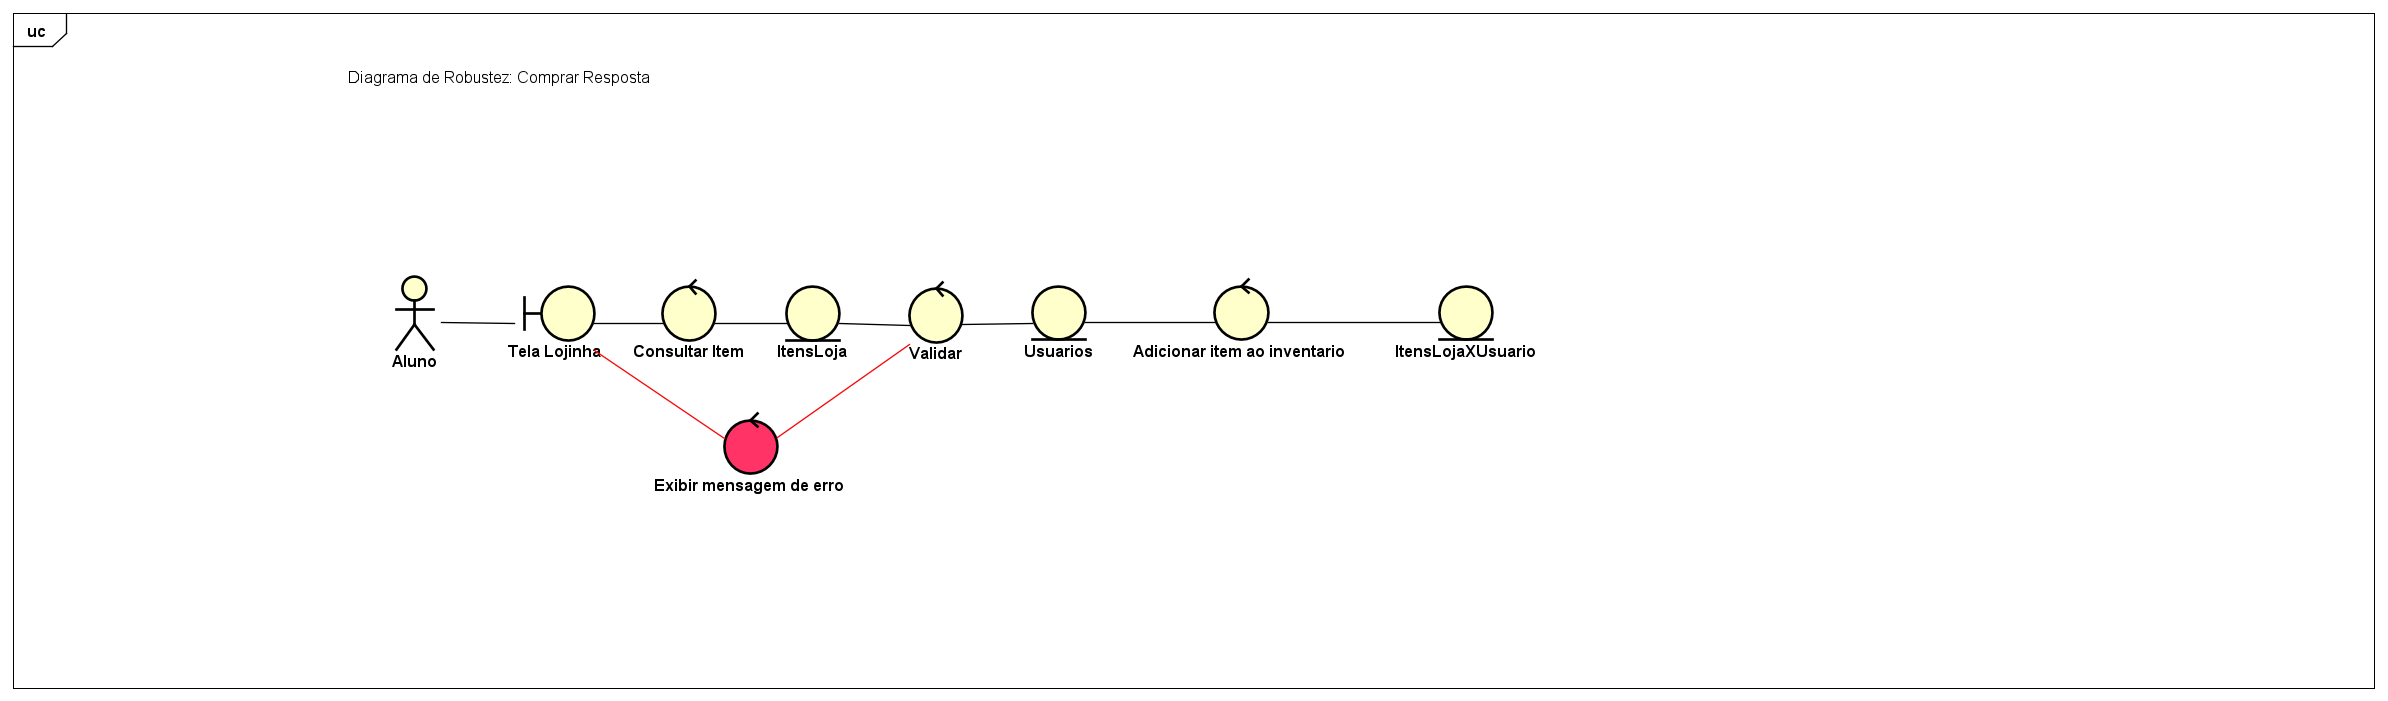 uc
Diagrama de Robustez: Comprar Resposta
Aluno
Tela Lojinha
Consultar Item
ItensLoja
Validar
Usuarios
Adicionar item ao inventario
ItensLojaXUsuario
Exibir mensagem de erro